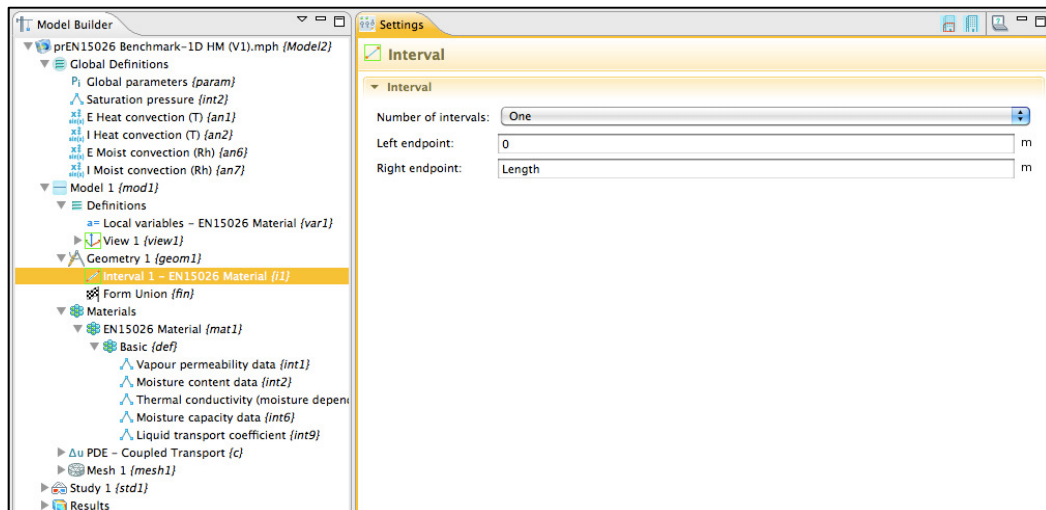 Model Builder
prEN15026 Benchmark-1D HM (V1).mph {Model2}
Global Definitions
Pi Global parameters {param}
Saturation pressure {int2}
E Heat convection (T) {an1}
I Heat convection (T) {an2}
E Moist convection (Rh) {an6}
I Moist convection (Rh) {an7}
Model 1 {mod1}
Definitions
a= Local variables - EN15026 Material {var1}
View 1 {view1}
Geometry 1 {geom1}
Interval 1 - EN15026 Material {i1}
Form Union {fin}
Materials
EN15026 Material {mat1}
Basic {def}
Vapour permeability data {int1}
Moisture content data {int2}
Thermal conductivity (moisture depen
Moisture capacity data {int6}
Liquid transport coefficient {int9}
Δu PDE - Coupled Transport {c}
Mesh 1 {mesh1}
Study 1 {std1}
Results
Settings
Interval
Interval
Number of intervals: One
Left endpoint: 0 m
Right endpoint: Length m